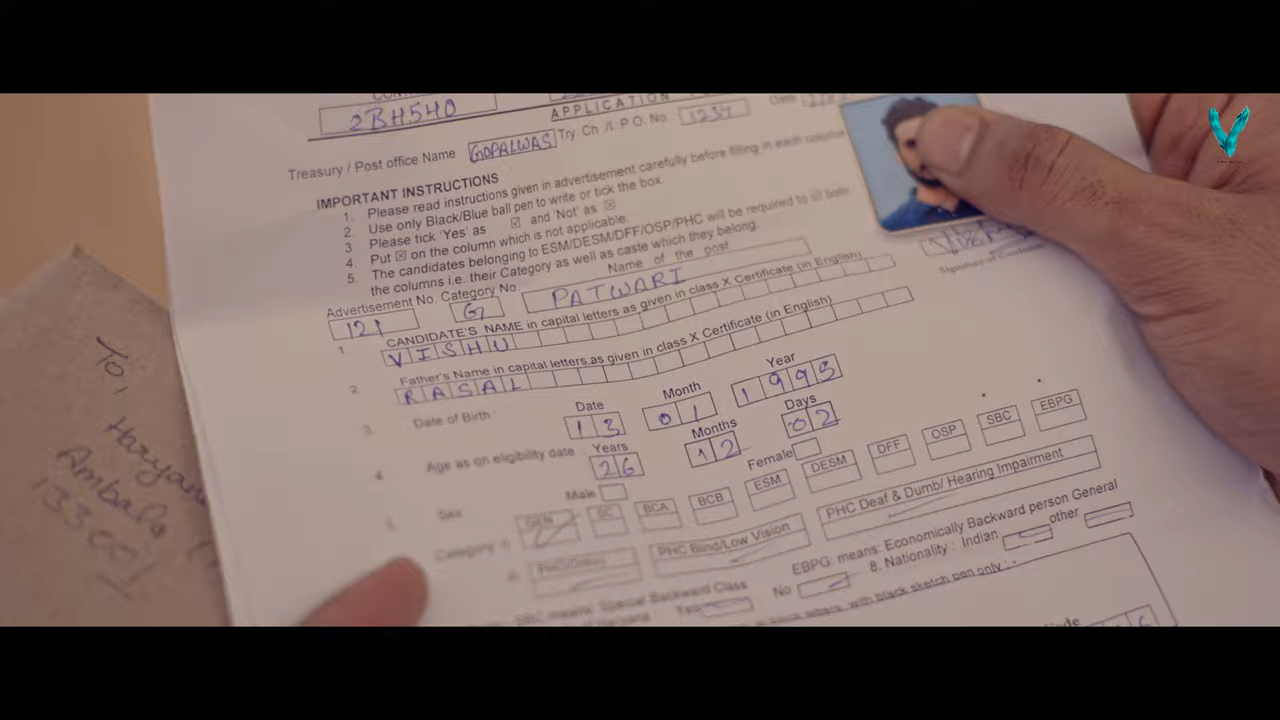 2BH540
APPLICATION
Treasury / Post office Name GOPALWAS Try. Ch /I.P.O. No. 1234 Date
IMPORTANT INSTRUCTIONS
1. Please read instructions given in advertisement carefully before filling in each column
2. Use only Black/Blue ball pen to write or tick the box.
3 Please tick 'Yes' as ☑ and 'Not' as ☒
4. Put ☒ on the column which is not applicable.
5. The candidates belonging to ESM/DESM/DFF/OSP/PHC will be required to fill both
the columns i.e. their Category as well as caste which they belong.
Advertisement No. Category No. Name of the post
121 G PATWARI
1. CANDIDATE'S NAME in capital letters as given in class X Certificate (in English)
VISHU
2. Father's Name in capital letters as given in class X Certificate (in English)
RASAL
3. Date of Birth Date Month Year
13 01 1995
4. Age as on eligibility date Years Months Days
26 12 02
Sex Male Female
Category GEN SC BCA BCB ESM DESM DFF OSP SBC EBPG
PHC Blind/Low Vision PHC Deaf & Dumb/ Hearing Impairment
SBC means: Special Backward Class EBPG means: Economically Backward person General
Yes No 8. Nationality : Indian other
with black sketch pen only :-
Code
To,
Ambala